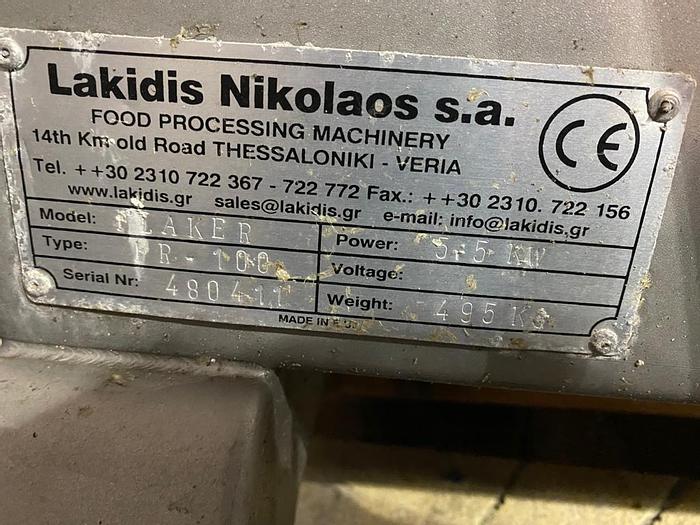 Lakidis Nikolaos s.a.
FOOD PROCESSING MACHINERY
14th Km old Road THESSALONIKI - VERIA
Tel. ++30 2310 722 367 - 722 772 Fax.: ++30 2310. 722 156
www.lakidis.gr sales@lakidis.gr e-mail: info@lakidis.gr
CE
Model: FLAKER Power: 5.5 KW
Type: Voltage:
Serial Nr: 480411 Weight: 495 KG
MADE IN